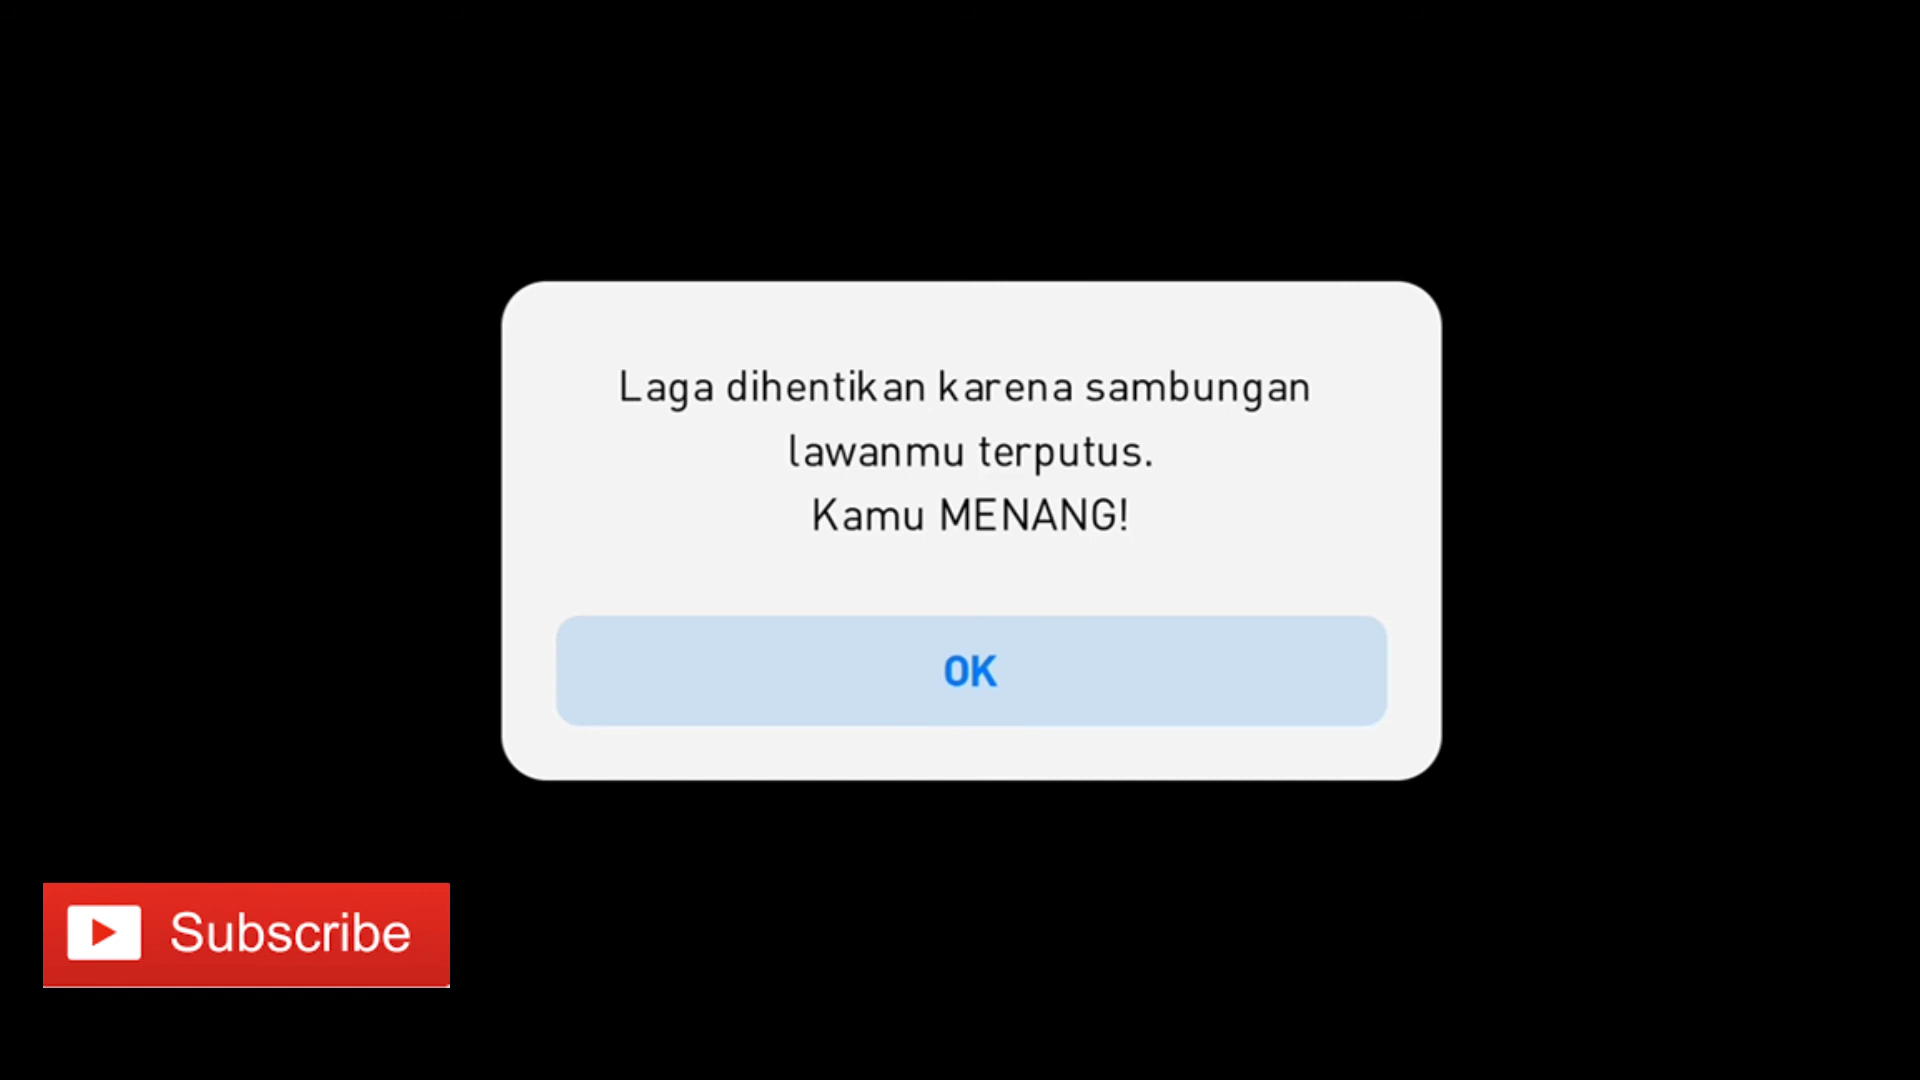 Laga dihentikan karena sambungan
lawanmu terputus.
Kamu MENANG!
OK
Subscribe